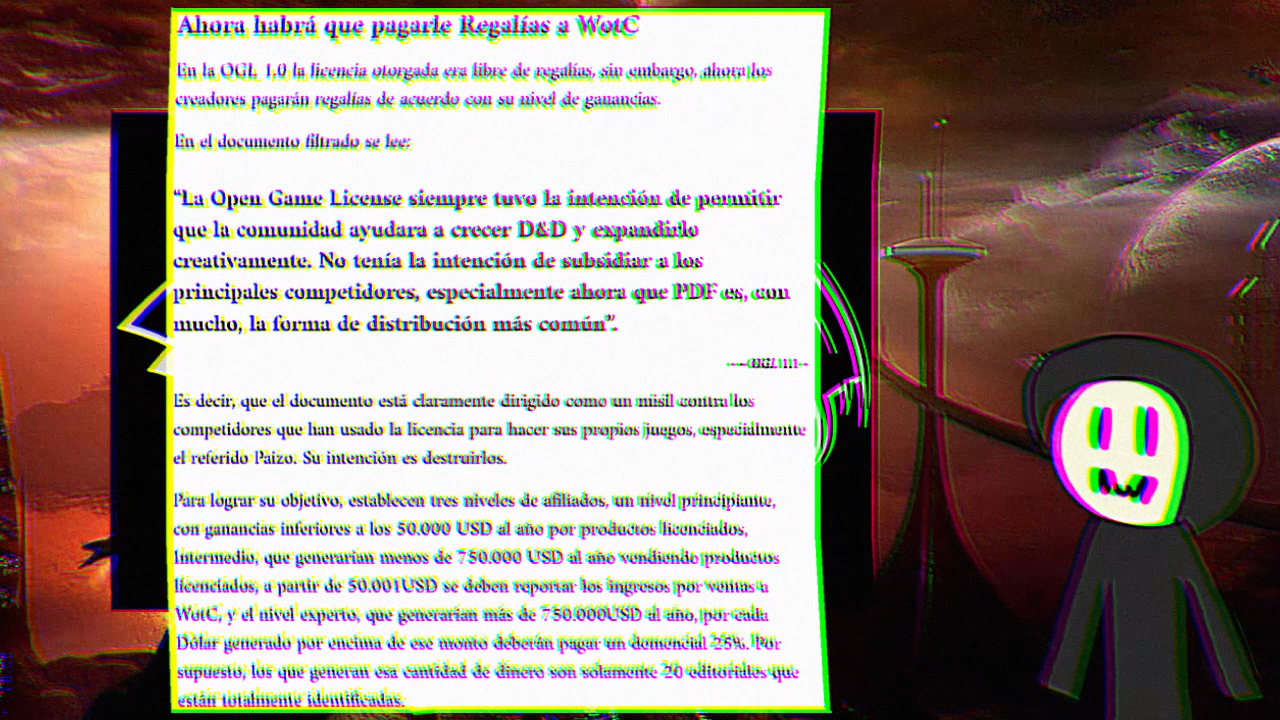 Ahora habrá que pagarle Regalías a WotC
En la OGL 1.0 la licencia otorgada era libre de regalías, sin embargo, ahora los
creadores pagarán regalías de acuerdo con su nivel de ganancias.
En el documento filtrado se lee:
“La Open Game License siempre tuvo la intención de permitir
que la comunidad ayudara a crecer D&D y expandirlo
creativamente. No tenía la intención de subsidiar a los
principales competidores, especialmente ahora que PDF es, con
mucho, la forma de distribución más común”.
Es decir, que el documento está claramente dirigido como un misil contra los
competidores que han usado la licencia para hacer sus propios juegos, especialmente
el referido Paizo. Su intención es destruirlos.
Para lograr su objetivo, establecen tres niveles de afiliados, un nivel principiante,
con ganancias inferiores a los 50.000 USD al año por productos licenciados,
Intermedio, que generarían menos de 750.000 USD al año vendiendo productos
licenciados, a partir de 50.001USD se deben reportar los ingresos por ventas a
WotC, y el nivel experto, que generarían más de 750.000USD al año, por cada
Dólar generado por encima de ese monto deberán pagar un demencial 25%. Por
supuesto, los que generan esa cantidad de dinero son solamente 20 editoriales que
están totalmente identificadas.